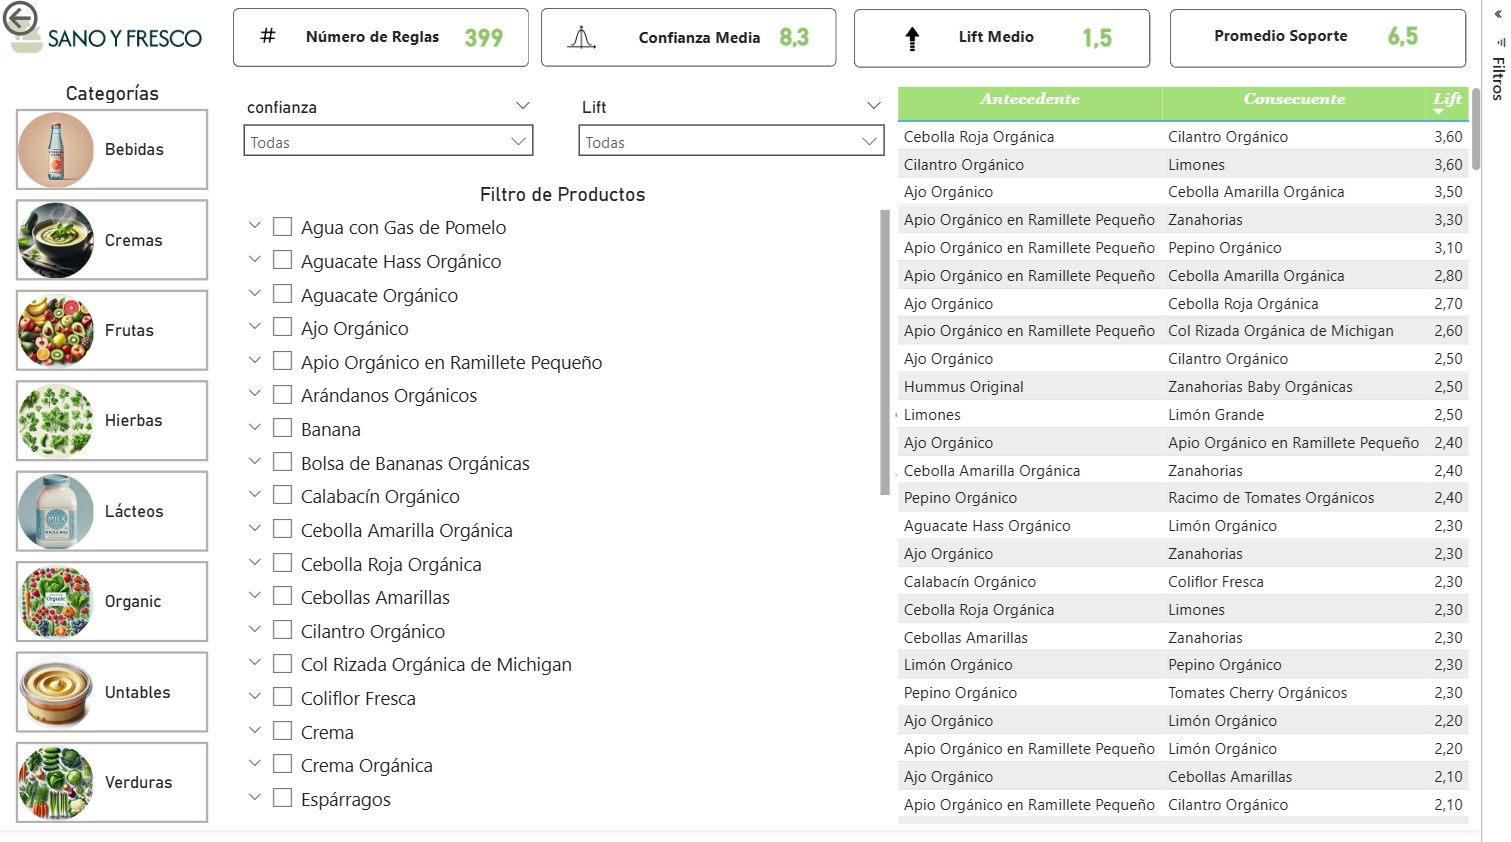 SANO Y FRESCO
# Número de Reglas 399
Confianza Media 8,3
Lift Medio 1,5
Promedio Soporte 6,5
Filtros
Categorías
Bebidas
Cremas
Frutas
Hierbas
MILK
Lácteos
Organic
Organic
Untables
Verduras
confianza
Todas
Lift
Todas
Filtro de Productos
Agua con Gas de Pomelo
Aguacate Hass Orgánico
Aguacate Orgánico
Ajo Orgánico
Apio Orgánico en Ramillete Pequeño
Arándanos Orgánicos
Banana
Bolsa de Bananas Orgánicas
Calabacín Orgánico
Cebolla Amarilla Orgánica
Cebolla Roja Orgánica
Cebollas Amarillas
Cilantro Orgánico
Col Rizada Orgánica de Michigan
Coliflor Fresca
Crema
Crema Orgánica
Espárragos
Antecedente Consecuente Lift
Cebolla Roja Orgánica Cilantro Orgánico 3,60
Cilantro Orgánico Limones 3,60
Ajo Orgánico Cebolla Amarilla Orgánica 3,50
Apio Orgánico en Ramillete Pequeño Zanahorias 3,30
Apio Orgánico en Ramillete Pequeño Pepino Orgánico 3,10
Apio Orgánico en Ramillete Pequeño Cebolla Amarilla Orgánica 2,80
Ajo Orgánico Cebolla Roja Orgánica 2,70
Apio Orgánico en Ramillete Pequeño Col Rizada Orgánica de Michigan 2,60
Ajo Orgánico Cilantro Orgánico 2,50
Hummus Original Zanahorias Baby Orgánicas 2,50
Limones Limón Grande 2,50
Ajo Orgánico Apio Orgánico en Ramillete Pequeño 2,40
Cebolla Amarilla Orgánica Zanahorias 2,40
Pepino Orgánico Racimo de Tomates Orgánicos 2,40
Aguacate Hass Orgánico Limón Orgánico 2,30
Ajo Orgánico Zanahorias 2,30
Calabacín Orgánico Coliflor Fresca 2,30
Cebolla Roja Orgánica Limones 2,30
Cebollas Amarillas Zanahorias 2,30
Limón Orgánico Pepino Orgánico 2,30
Pepino Orgánico Tomates Cherry Orgánicos 2,30
Ajo Orgánico Limón Orgánico 2,20
Apio Orgánico en Ramillete Pequeño Limón Orgánico 2,20
Ajo Orgánico Cebollas Amarillas 2,10
Apio Orgánico en Ramillete Pequeño Cilantro Orgánico 2,10